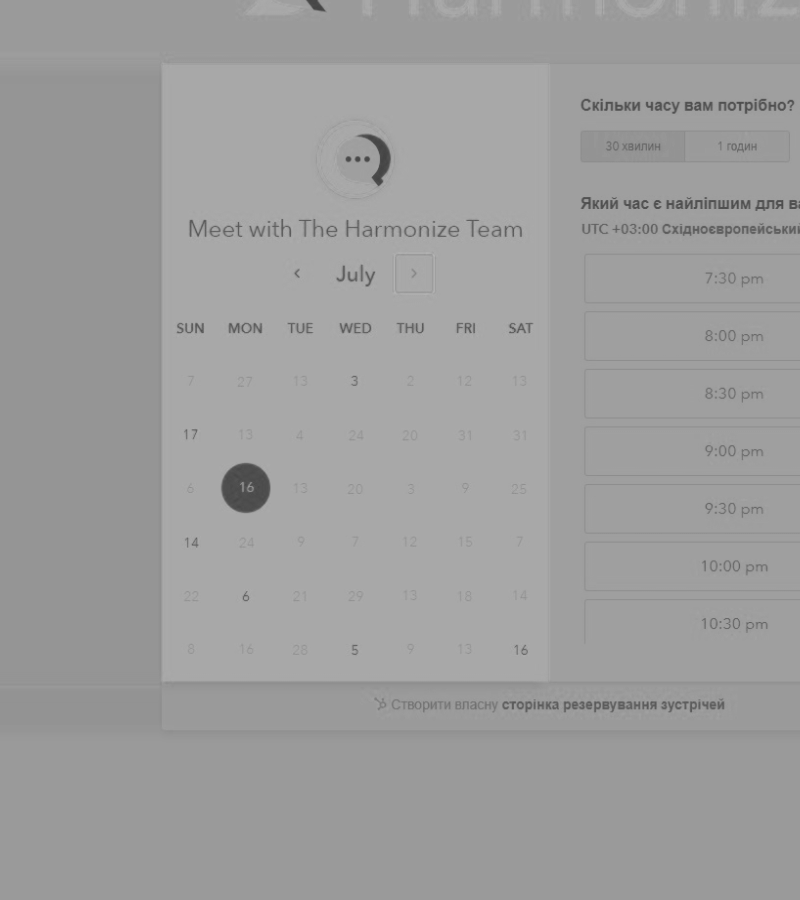 Harmoniz
Meet with The Harmonize Team
July
SUN MON TUE WED THU FRI SAT
7 27 13 3 2 12 13
17 13 4 24 20 31 31
6 16 13 20 3 9 25
14 24 9 7 12 15 7
22 6 21 29 13 18 14
8 16 28 5 9 13 16
Скільки часу вам потрібно?
30 хвилин 1 годин
Який час є найліпшим для ва
UTC +03:00 Східноєвропейський
7:30 pm
8:00 pm
8:30 pm
9:00 pm
9:30 pm
10:00 pm
10:30 pm
Створити власну сторінка резервування зустрічей